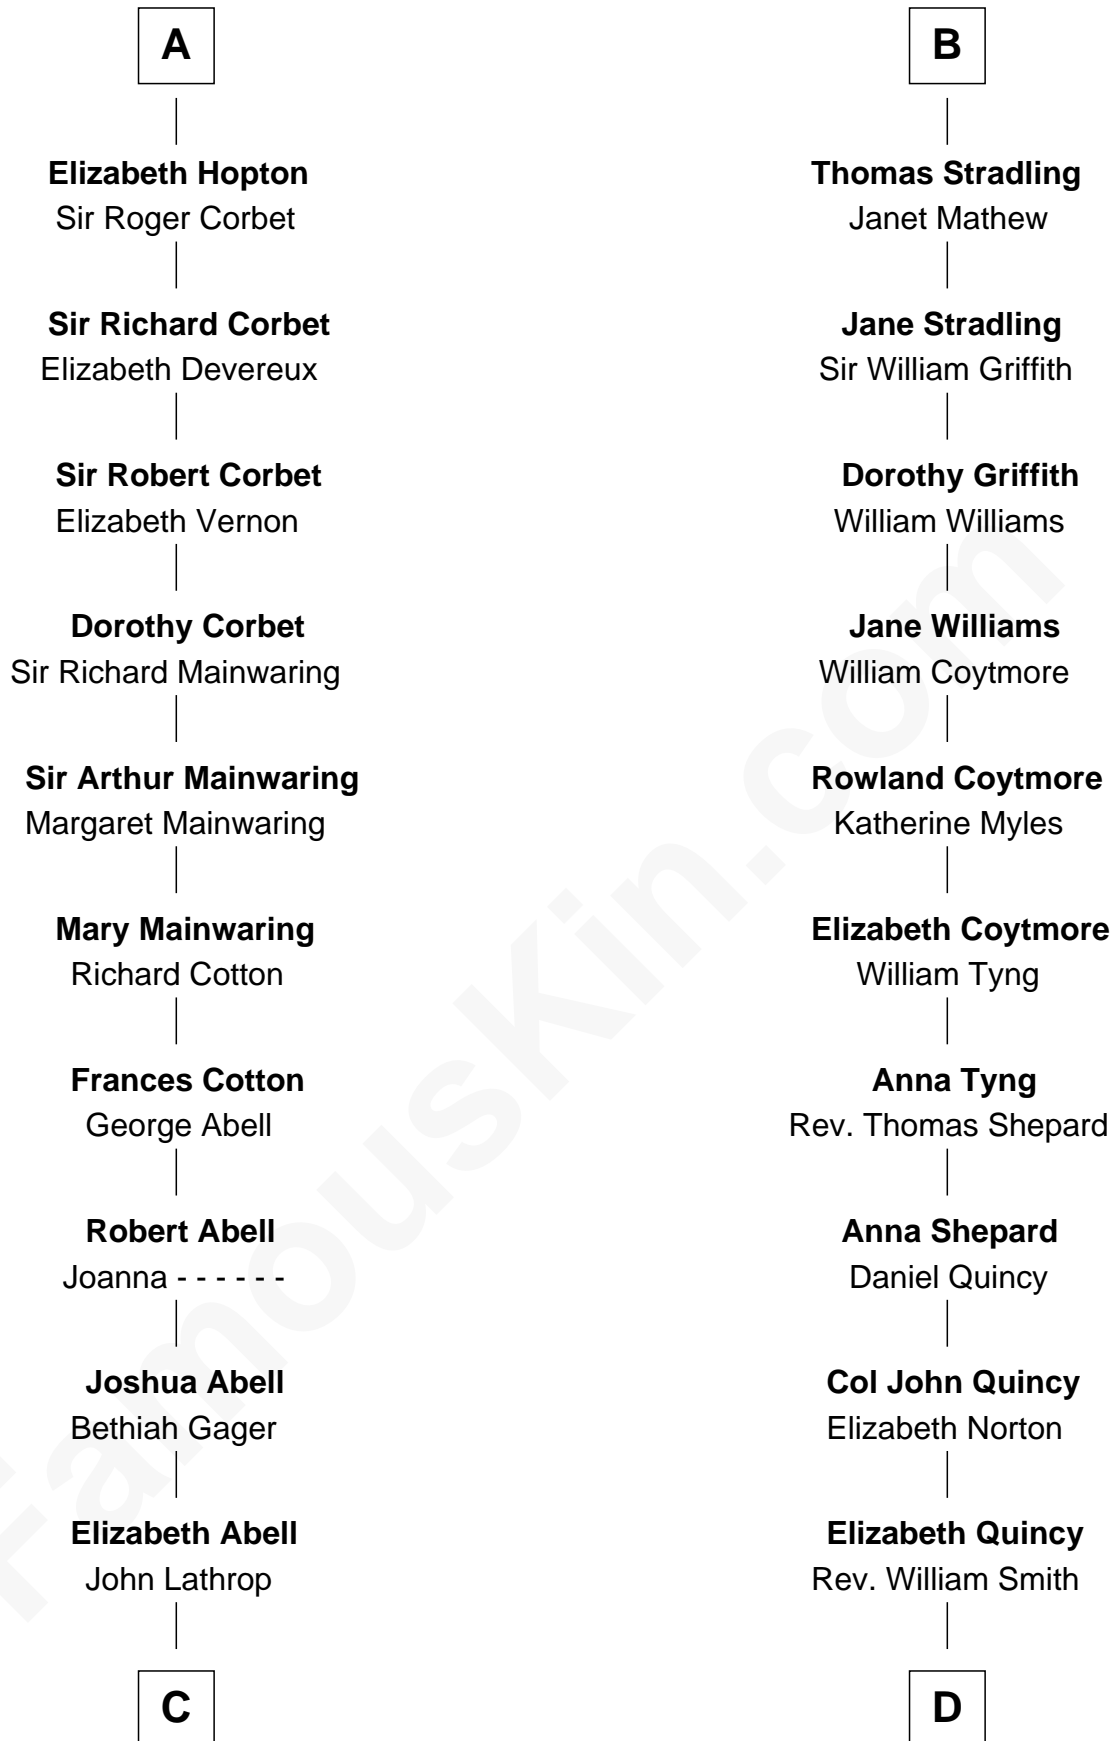 A
Elizabeth Hopton
Sir Roger Corbet
Sir Richard Corbet
Elizabeth Devereux
Sir Robert Corbet
Elizabeth Vernon
Dorothy Corbet
Sir Richard Mainwaring
Sir Arthur Mainwaring
Margaret Mainwaring
Mary Mainwaring
Richard Cotton
Frances Cotton
George Abell
Robert Abell
Joanna - - - - - -
Joshua Abell
Bethiah Gager
Elizabeth Abell
John Lathrop
C
B
Thomas Stradling
Janet Mathew
Jane Stradling
Sir William Griffith
Dorothy Griffith
William Williams
Jane Williams
William Coytmore
Rowland Coytmore
Katherine Myles
Elizabeth Coytmore
William Tyng
Anna Tyng
Rev. Thomas Shepard
Anna Shepard
Daniel Quincy
Col John Quincy
Elizabeth Norton
Elizabeth Quincy
Rev. William Smith
D
FamousKin.com